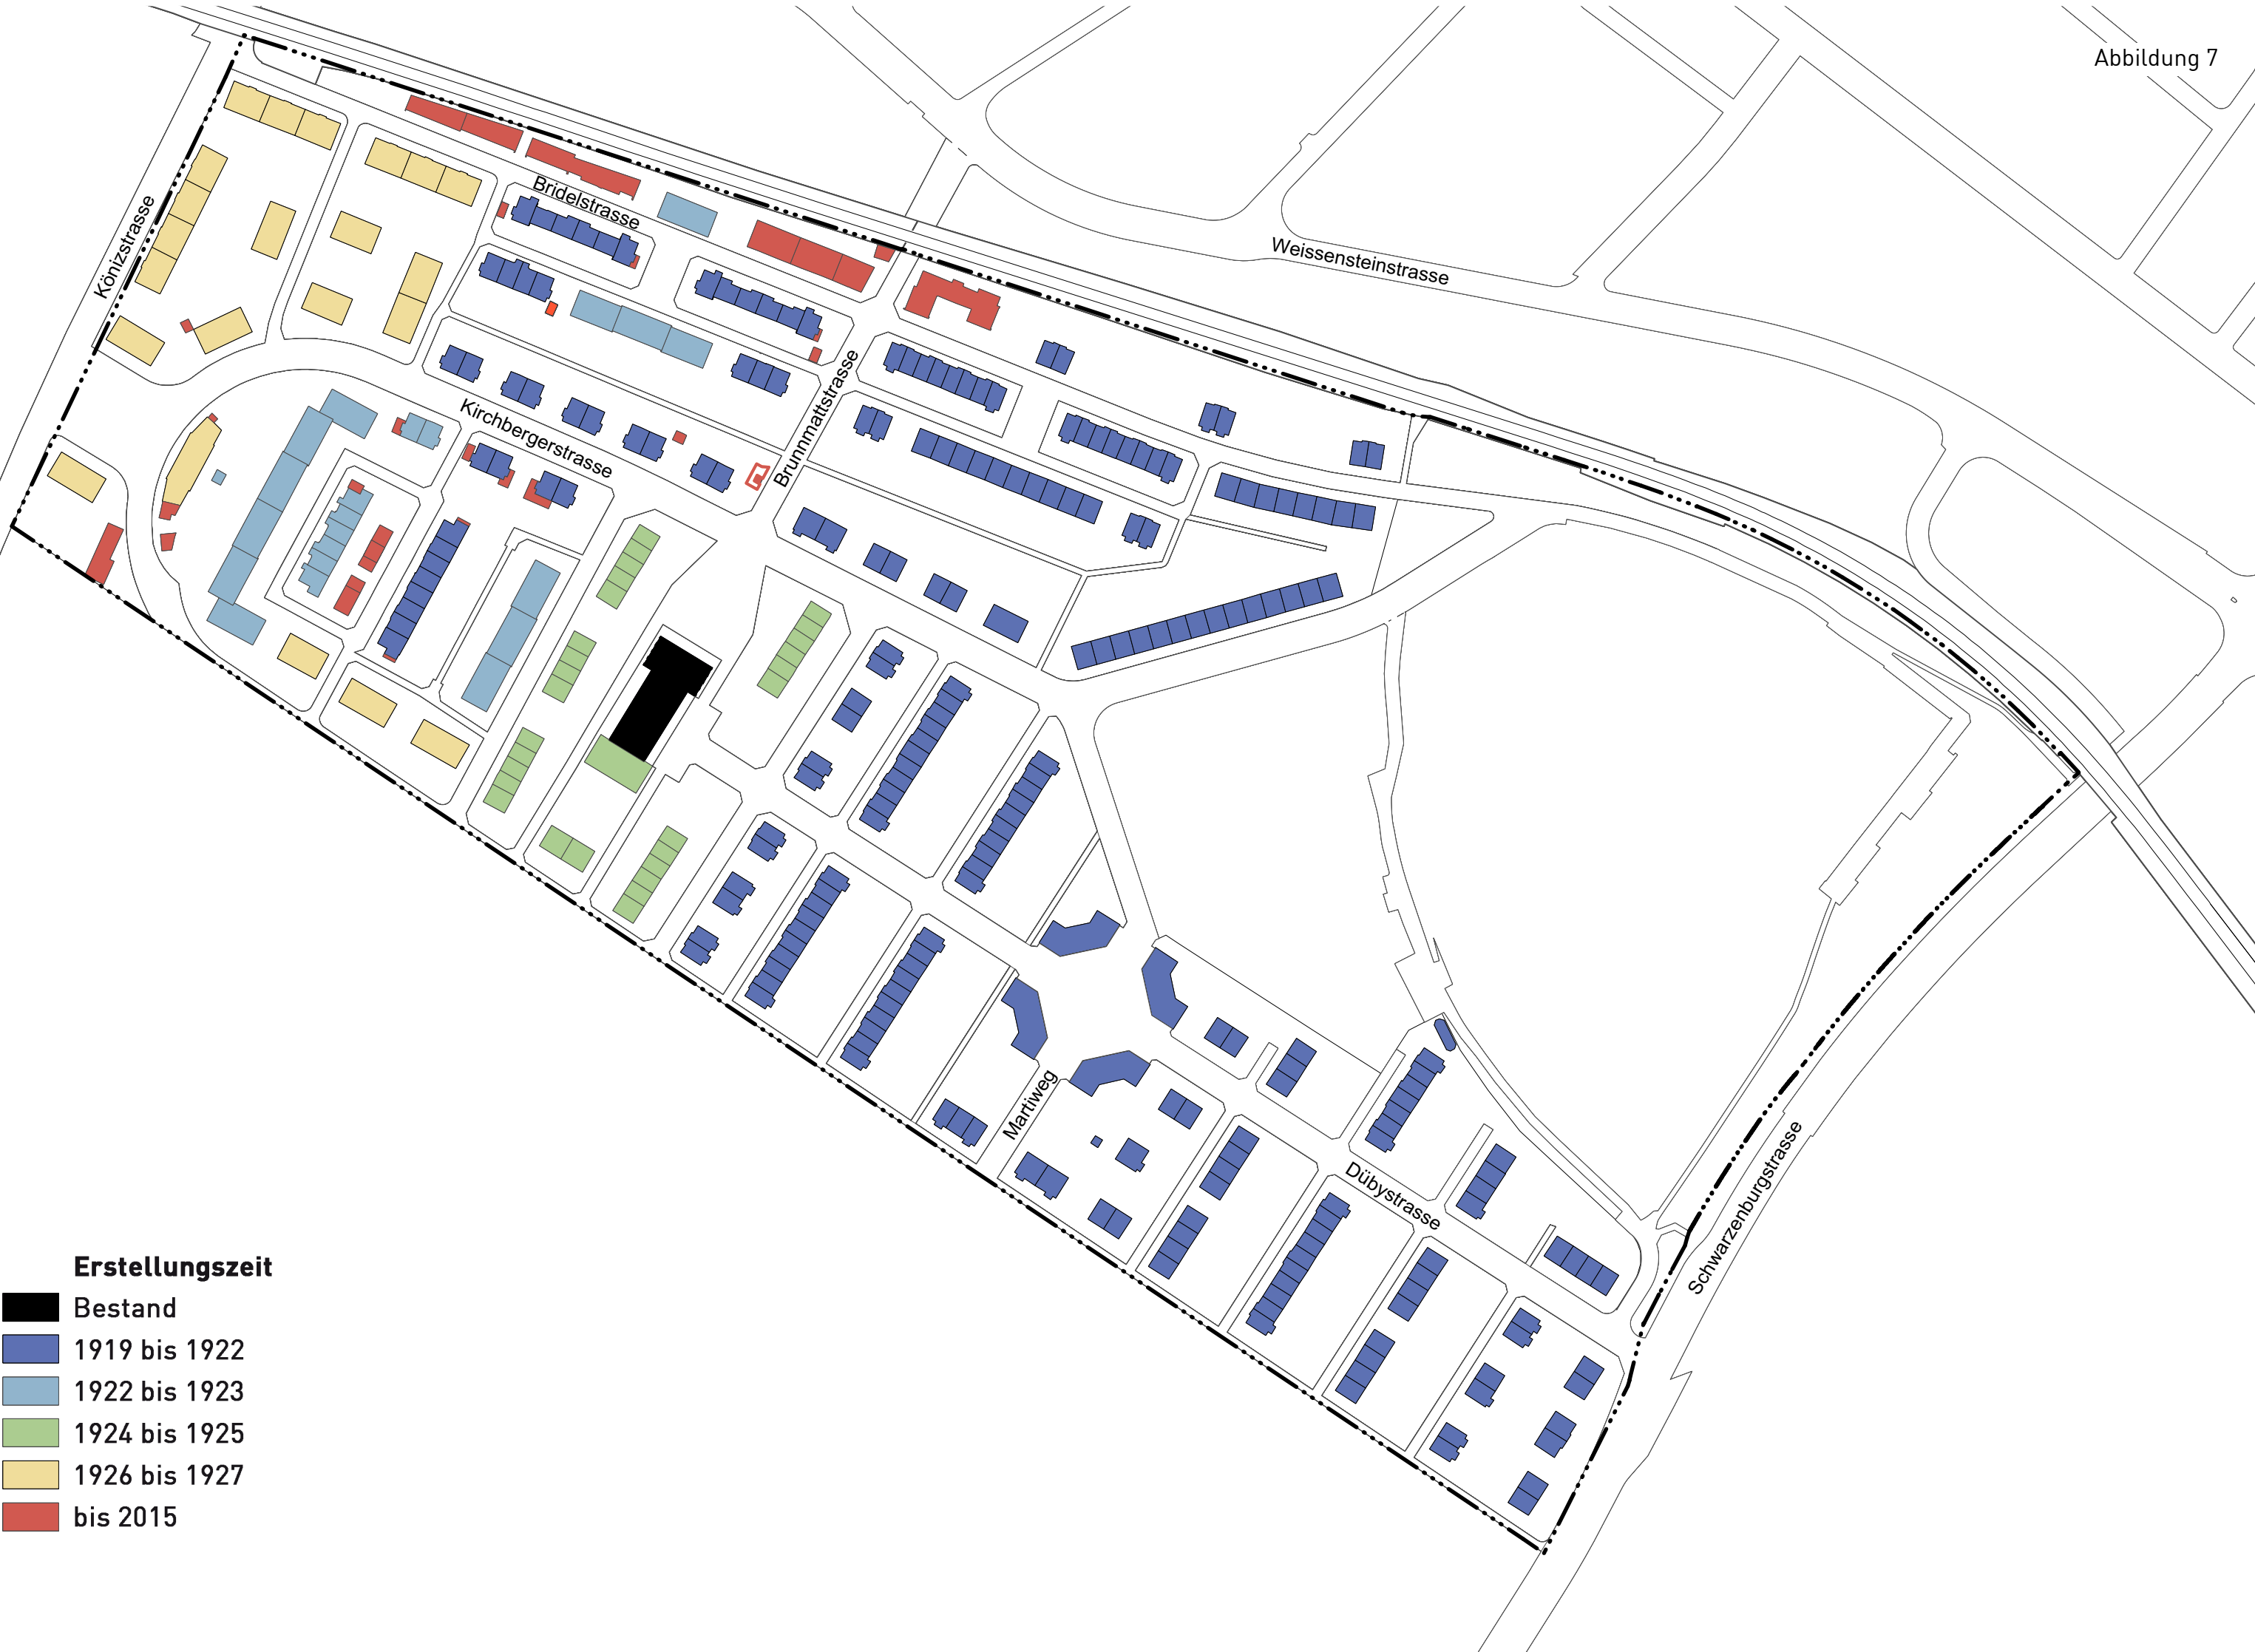 Abbildung 7
Bridelstrasse
Könizstrasse
Weissensteinstrasse
Kirchbergerstrasse
Brunnmattstrasse
Martiweg
Dübystrasse
Schwarzenburgstrasse
Erstellungszeit
Bestand
1919 bis 1922
1922 bis 1923
1924 bis 1925
1926 bis 1927
bis 2015